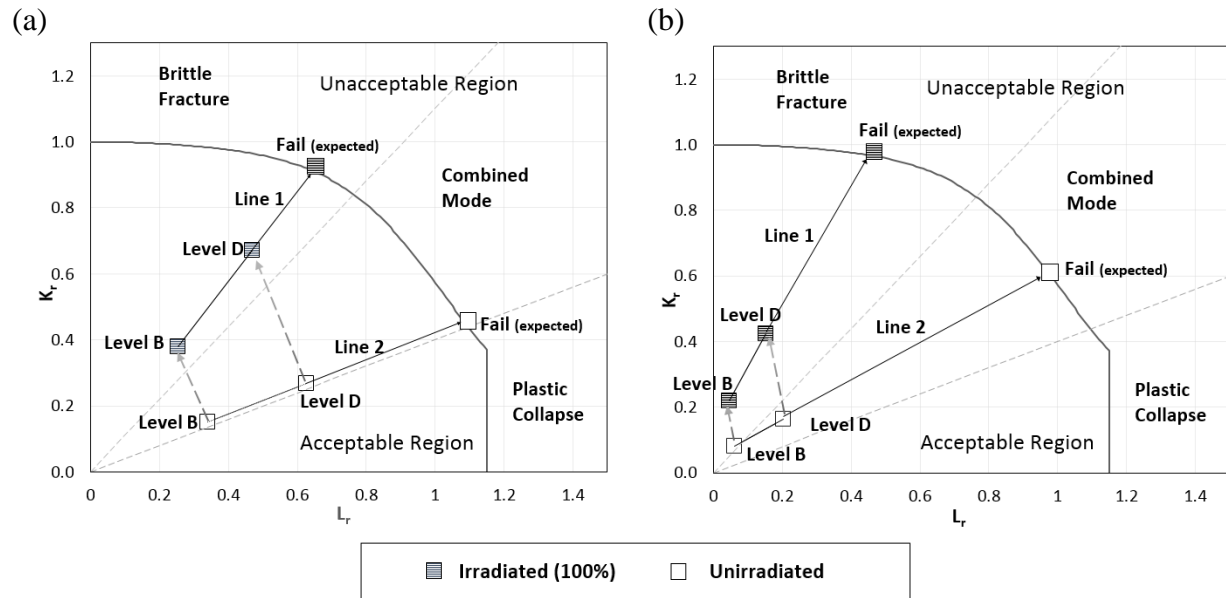 (a)
1.2
1.0
0.8
0.6
0.4
0.2
0.0
Kr
Brittle
Fracture
Unacceptable Region
Fail (expected)
Combined
Mode
Line 1
Level D
Level B
Fail (expected)
Line 2
Level D
Level B
Plastic
Collapse
Acceptable Region
0
0.2
0.4
0.6
0.8
1
1.2
1.4
Lr
(b)
1.2
1.0
0.8
0.6
0.4
0.2
0.0
Kr
Brittle
Fracture
Unacceptable Region
Fail (expected)
Combined
Mode
Line 1
Fail (expected)
Level D
Line 2
Level B
Level D
Level B
Plastic
Collapse
Acceptable Region
0
0.2
0.4
0.6
0.8
1
1.2
1.4
Lr
Irradiated (100%)
Unirradiated